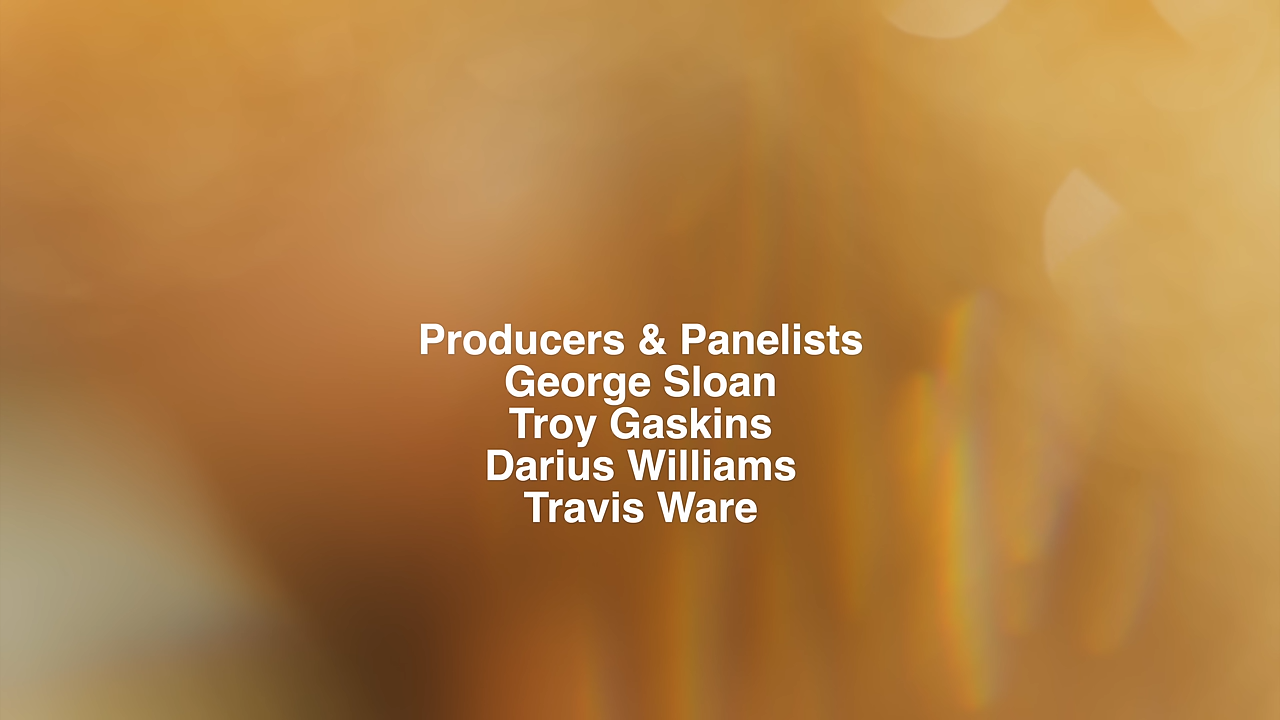 Producers & Panelists
George Sloan
Troy Gaskins
Darius Williams
Travis Ware